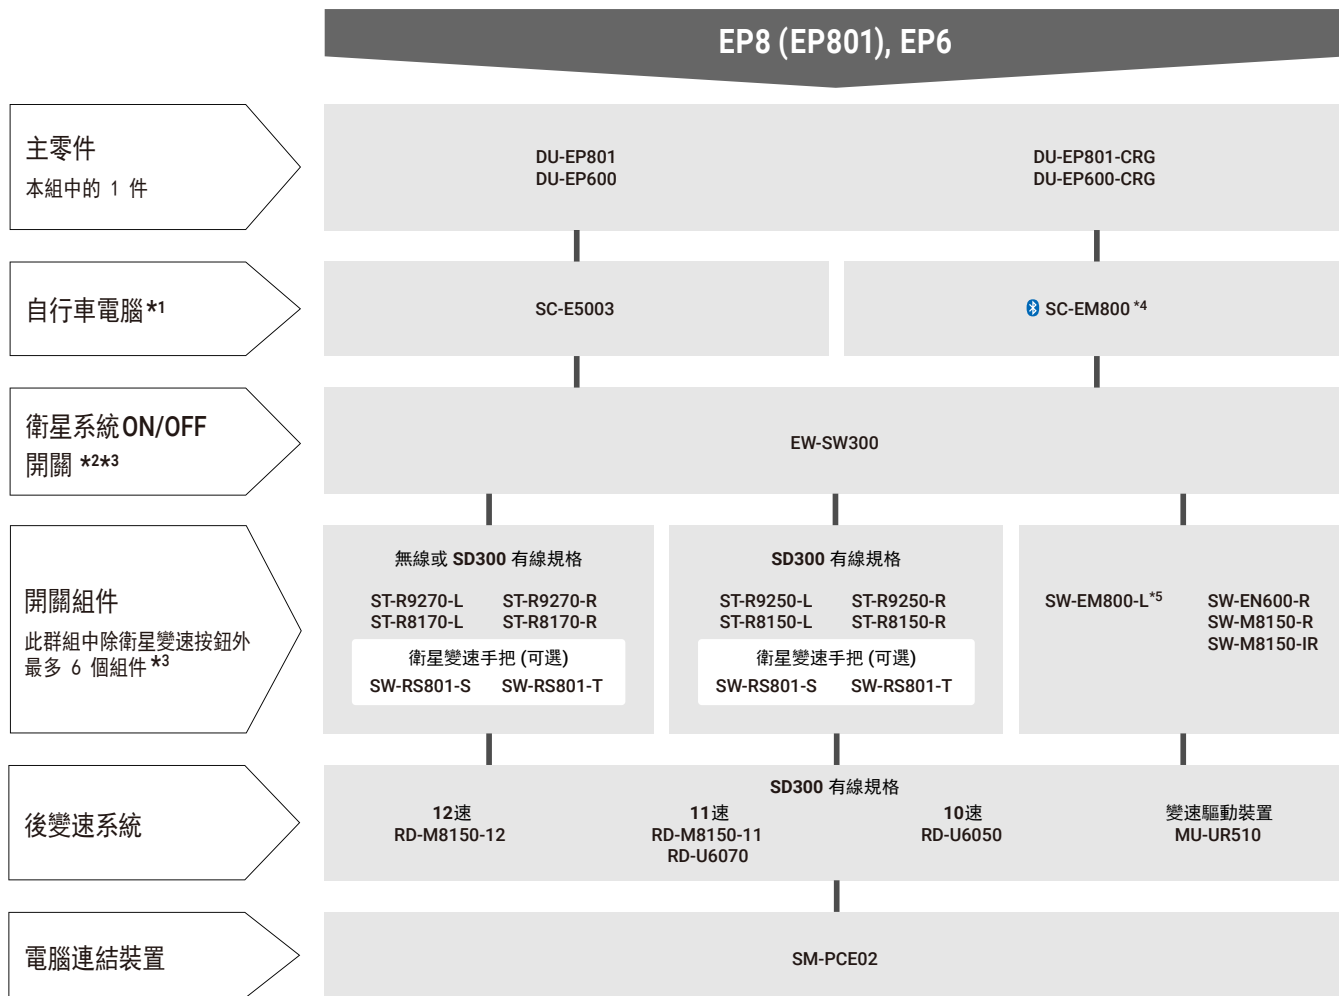 EP8 (EP801), EP6
主零件
本組中的 1 件
DU-EP801
DU-EP600
DU-EP801-CRG
DU-EP600-CRG
自行車電腦*1
SC-E5003
SC-EM800 *4
衛星系統ON/OFF
開關 *2*3
EW-SW300
開關組件
此群組中除衛星變速按鈕外
最多 6 個組件*3
無線或 SD300 有線規格
ST-R9270-L ST-R9270-R
ST-R8170-L ST-R8170-R
衛星變速手把 (可選)
SW-RS801-S SW-RS801-T
SD300 有線規格
ST-R9250-L ST-R9250-R
ST-R8150-L ST-R8150-R
衛星變速手把 (可選)
SW-RS801-S SW-RS801-T
SW-EM800-L*5
SW-EN600-R
SW-M8150-R
SW-M8150-IR
後變速系統
SD300 有線規格
12速
RD-M8150-12
11速
RD-M8150-11
RD-U6070
10速
RD-U6050
變速驅動裝置
MU-UR510
電腦連結裝置
SM-PCE02